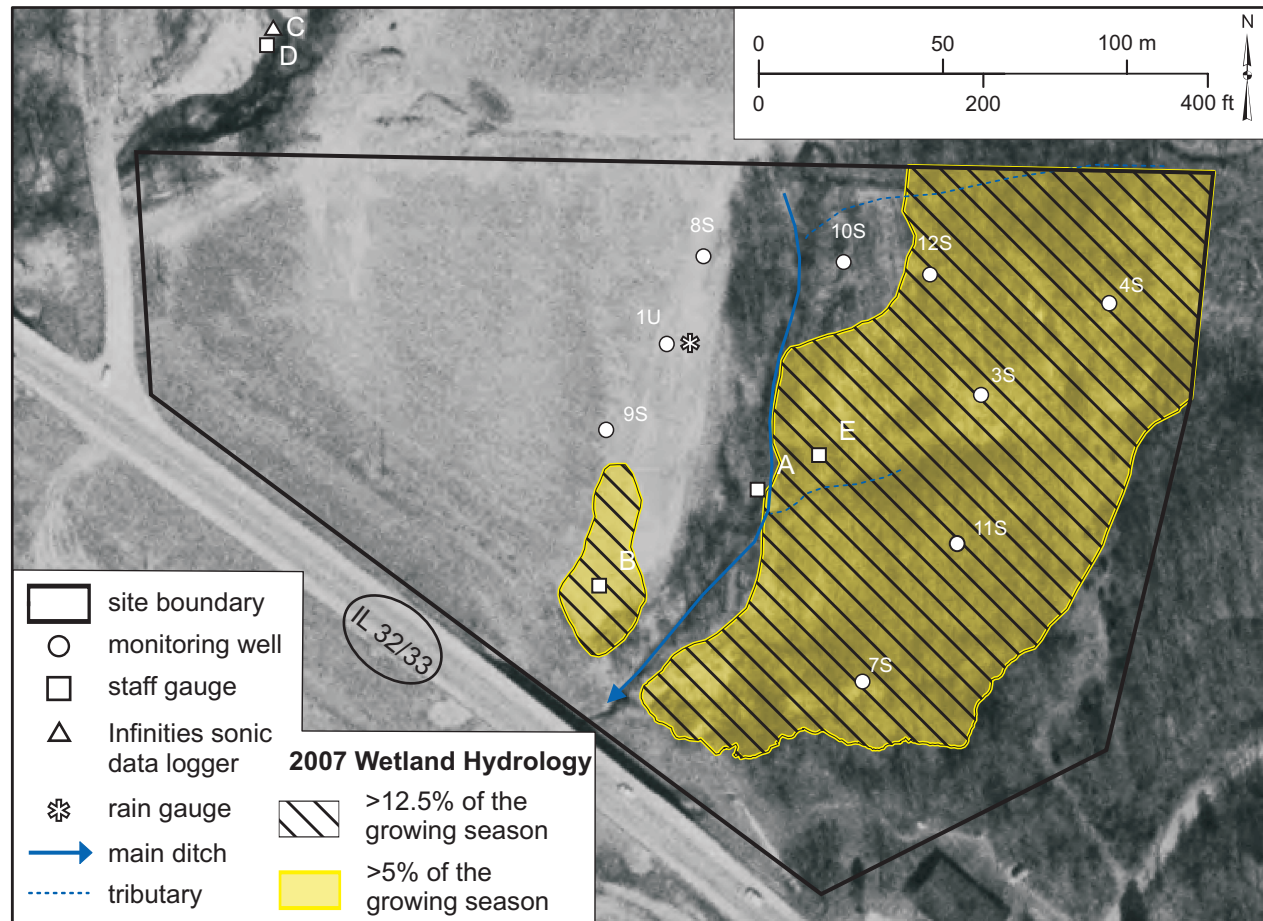 C
D
0 50 100 m
0 200 400 ft
N
8S
10S
12S
4S
1U
3S
9S
E
A
11S
B
7S
IL 32/33
site boundary
monitoring well
staff gauge
Infinities sonic
data logger
rain gauge
main ditch
tributary
2007 Wetland Hydrology
>12.5% of the
growing season
>5% of the
growing season